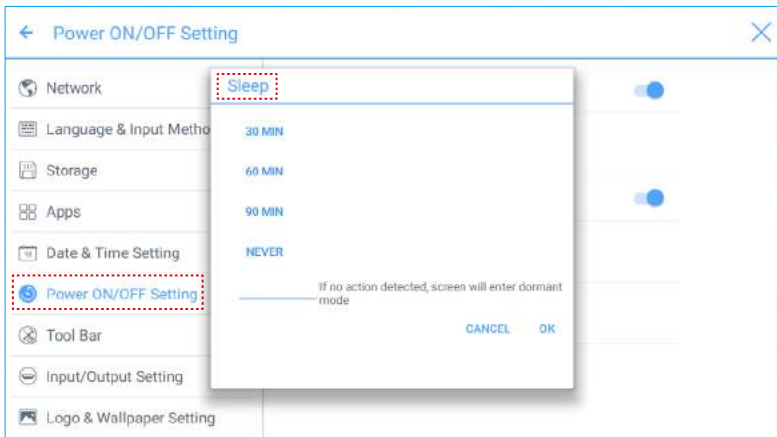 Power ON/OFF Setting
Network
Language & Input Metho
Storage
Apps
Date & Time Setting
Power ON/OFF Setting
Tool Bar
Input/Output Setting
Logo & Wallpaper Setting
Sleep
30 MIN
60 MIN
90 MIN
NEVER
If no action detected, screen will enter dormant
mode
CANCEL OK